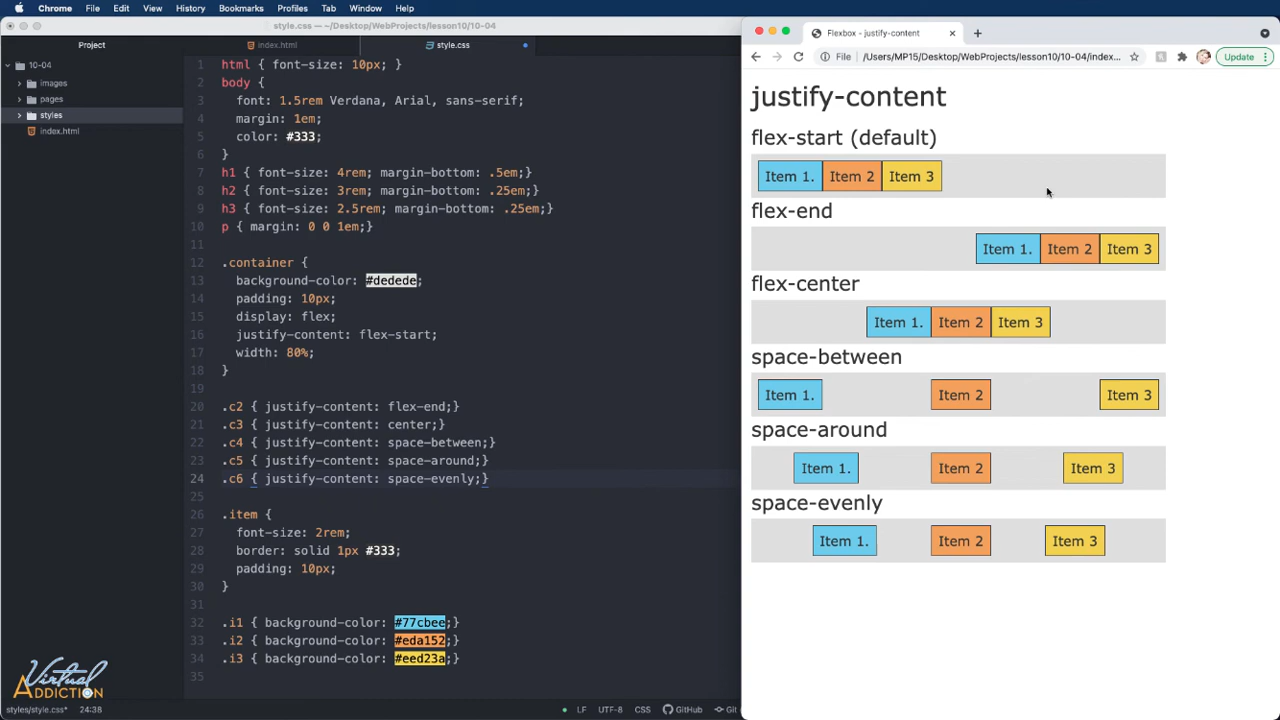 Chrome File Edit View History Bookmarks Profiles Tab Window Help
style.css — ~/Desktop/WebProjects/lesson10/10-04
Project
index.html
style.css
10-04
images
pages
styles
index.html
1 html { font-size: 10px; }
2 body {
3 font: 1.5rem Verdana, Arial, sans-serif;
4 margin: 1em;
5 color: #333;
6 }
7 h1 { font-size: 4rem; margin-bottom: .5em;}
8 h2 { font-size: 3rem; margin-bottom: .25em;}
9 h3 { font-size: 2.5rem; margin-bottom: .25em;}
10 p { margin: 0 0 1em;}
11
12 .container {
13 background-color: #dedede;
14 padding: 10px;
15 display: flex;
16 justify-content: flex-start;
17 width: 80%;
18 }
19
20 .c2 { justify-content: flex-end;}
21 .c3 { justify-content: center;}
22 .c4 { justify-content: space-between;}
23 .c5 { justify-content: space-around;}
24 .c6 { justify-content: space-evenly;}
25
26 .item {
27 font-size: 2rem;
28 border: solid 1px #333;
29 padding: 10px;
30 }
31
32 .i1 { background-color: #77cbee;}
33 .i2 { background-color: #eda152;}
34 .i3 { background-color: #eed23a;}
35
Virtual
ADDICTION
styles/style.css* 24:38 LF UTF-8 CSS GitHub Git
Flexbox - justify-content
File /Users/MP15/Desktop/WebProjects/lesson10/10-04/index... Update
justify-content
flex-start (default)
Item 1. Item 2 Item 3
flex-end
Item 1. Item 2 Item 3
flex-center
Item 1. Item 2 Item 3
space-between
Item 1. Item 2 Item 3
space-around
Item 1. Item 2 Item 3
space-evenly
Item 1. Item 2 Item 3